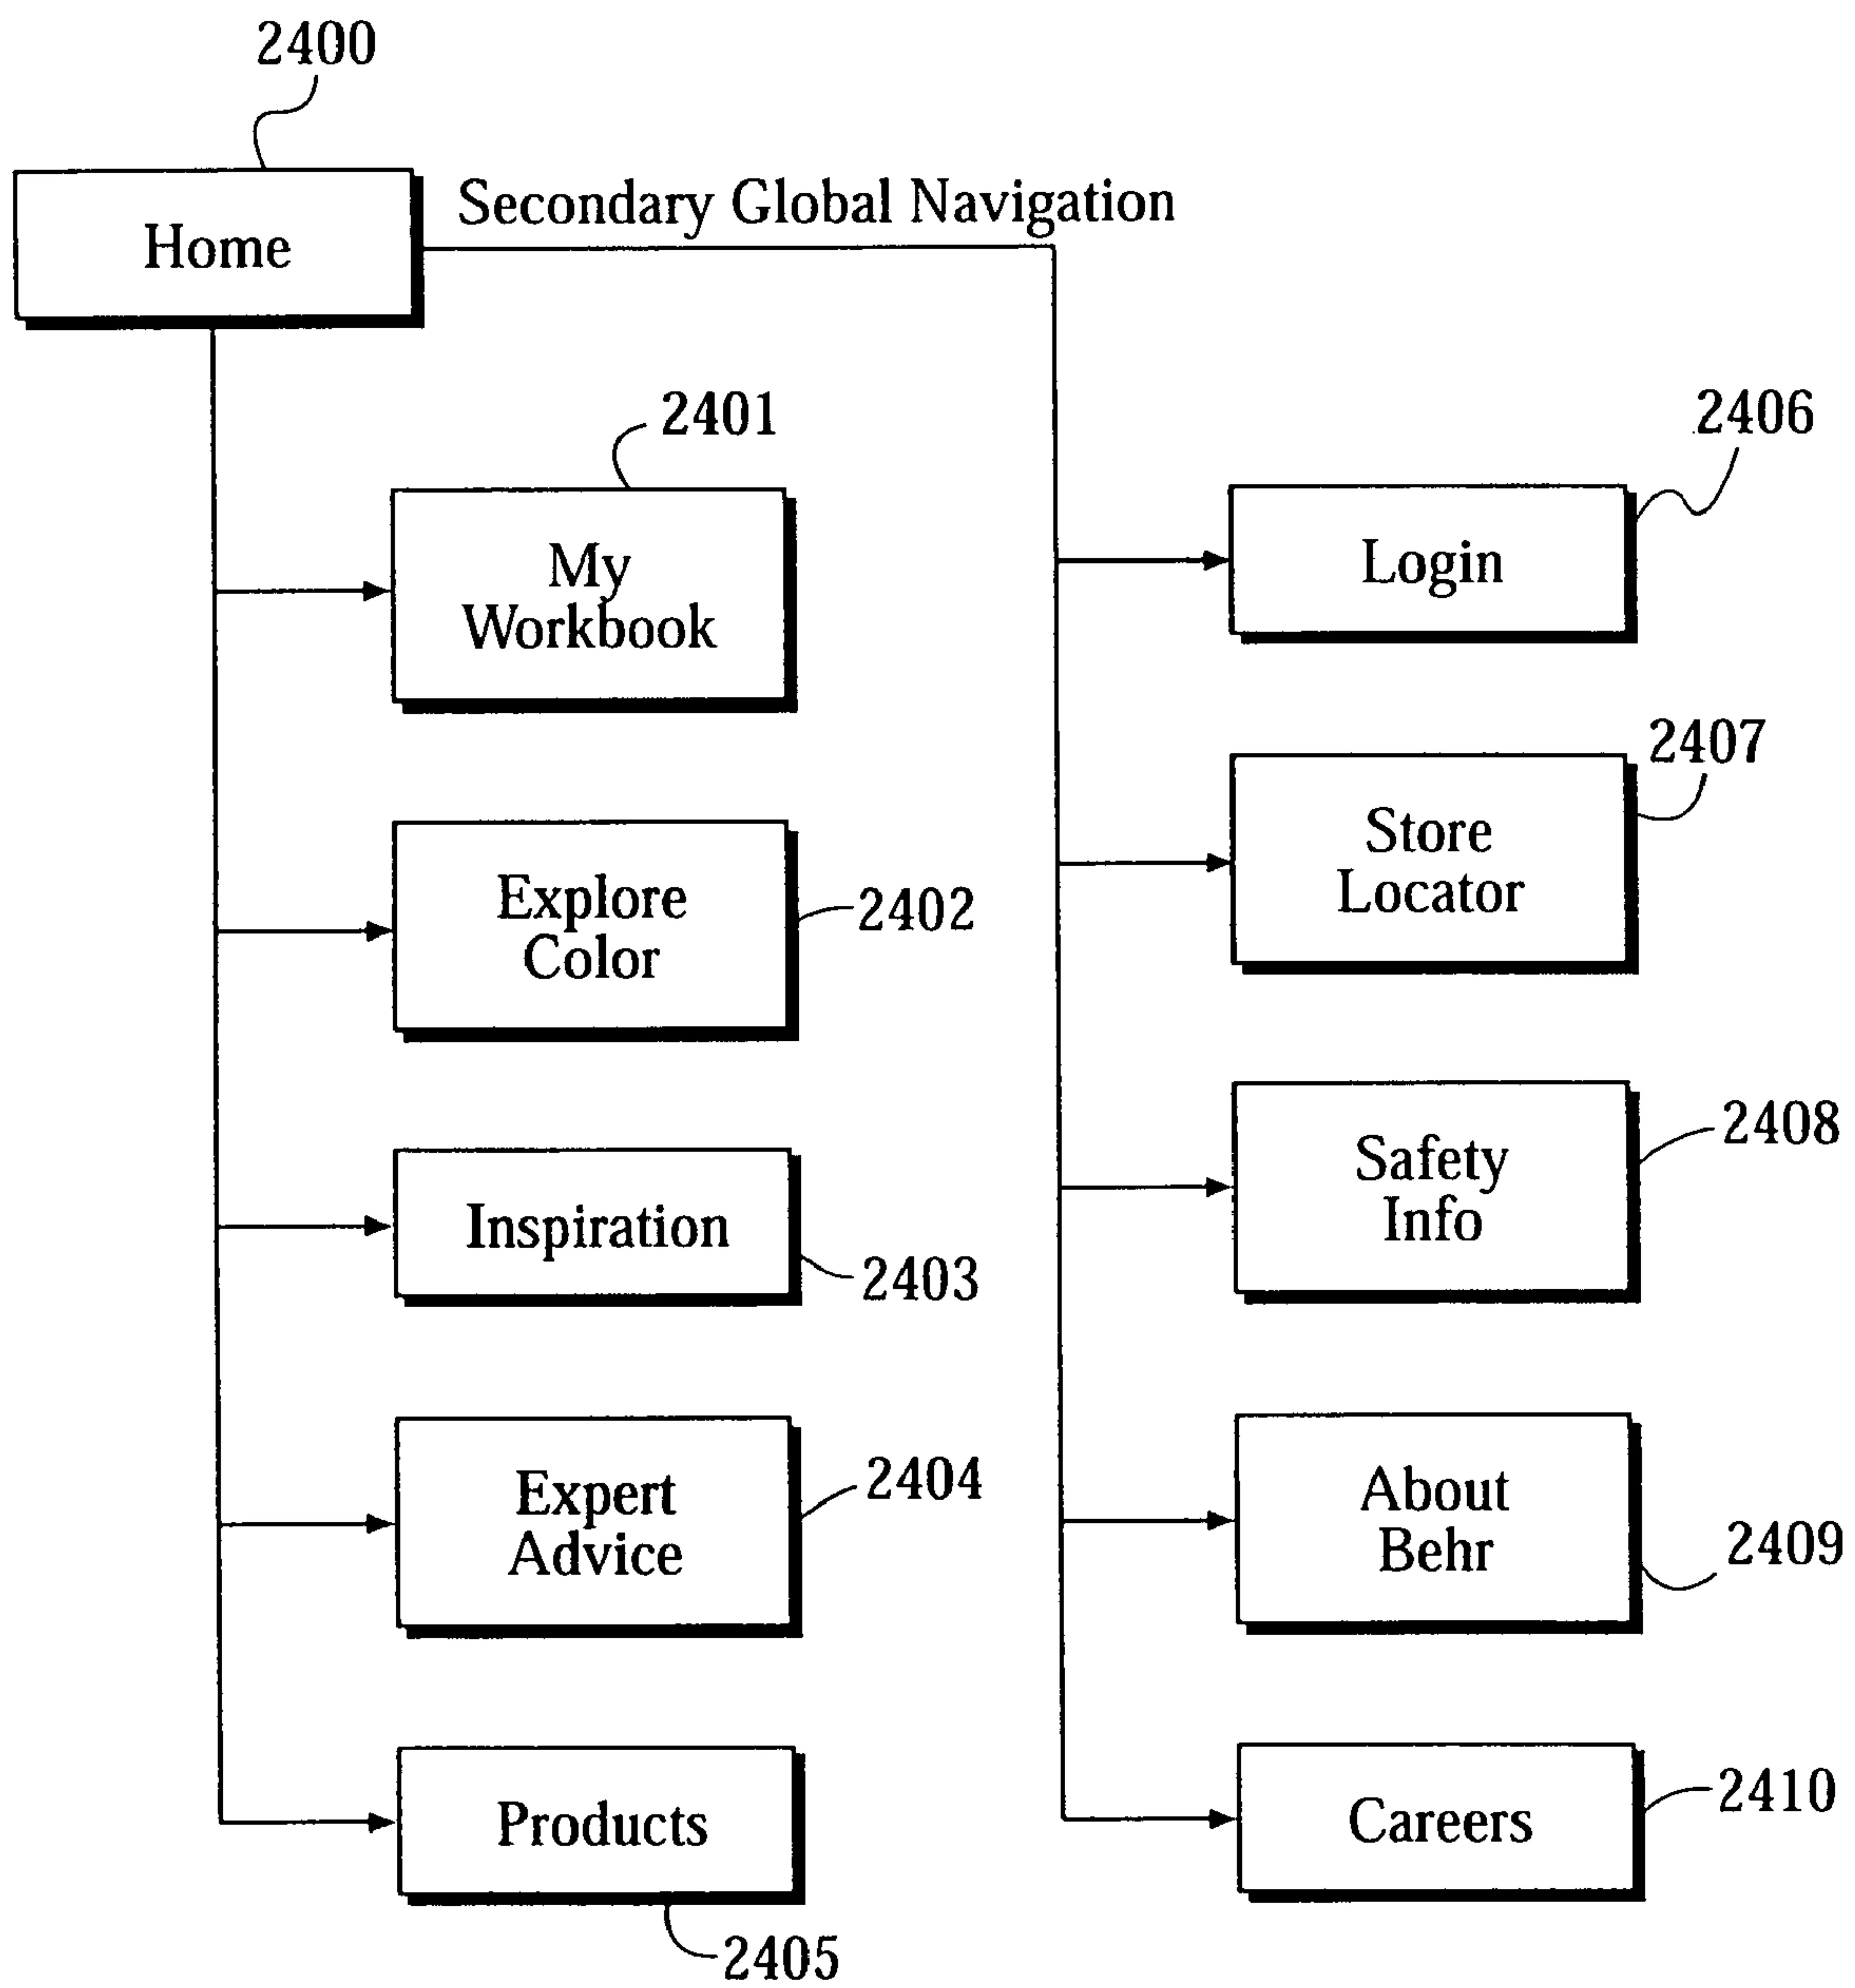 2400
Home
Secondary Global Navigation
2401
My
Workbook
Explore
Color
2402
Inspiration
2403
Expert
Advice
2404
Products
2405
2406
Login
2407
Store
Locator
2408
Safety
Info
About
Behr
2409
Careers
2410